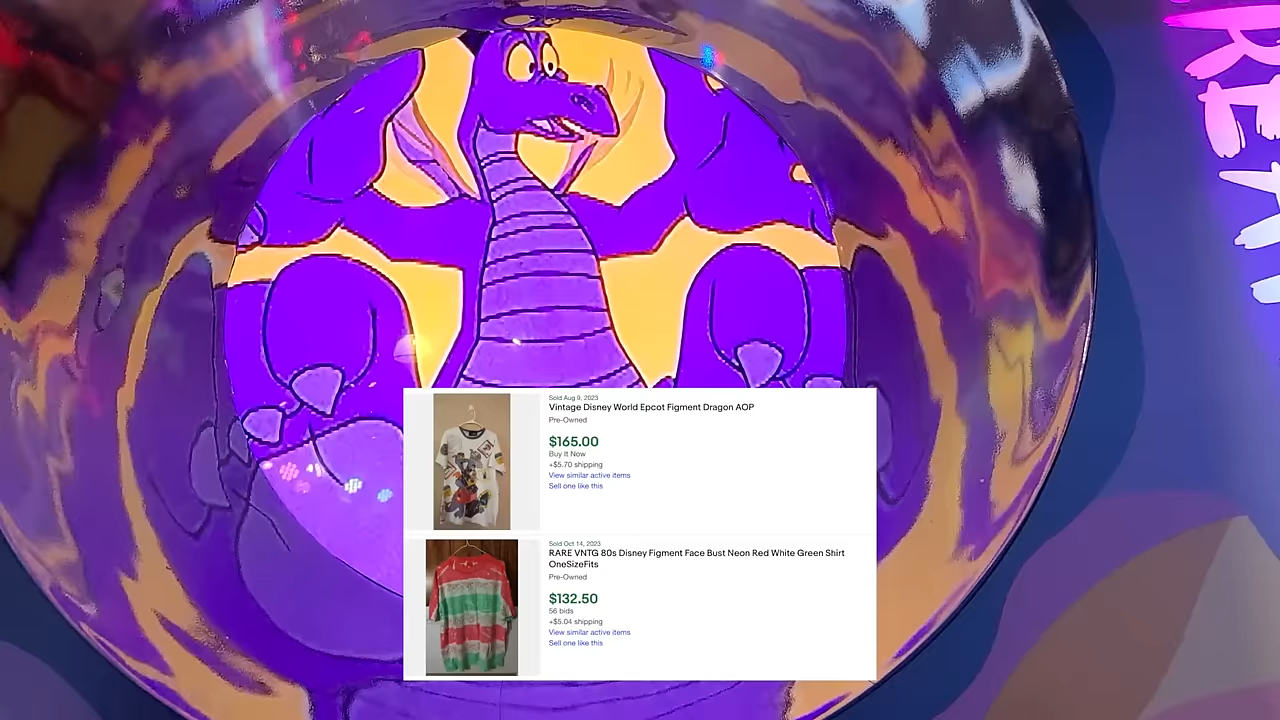 REAT
Sold Aug 9, 2023
Vintage Disney World Epcot Figment Dragon AOP
Pre-Owned
$165.00
Buy It Now
+$5.70 shipping
View similar active items
Sell one like this
Sold Oct 14, 2023
RARE VNTG 80s Disney Figment Face Bust Neon Red White Green Shirt
OneSizeFits
Pre-Owned
$132.50
56 bids
+$5.04 shipping
View similar active items
Sell one like this